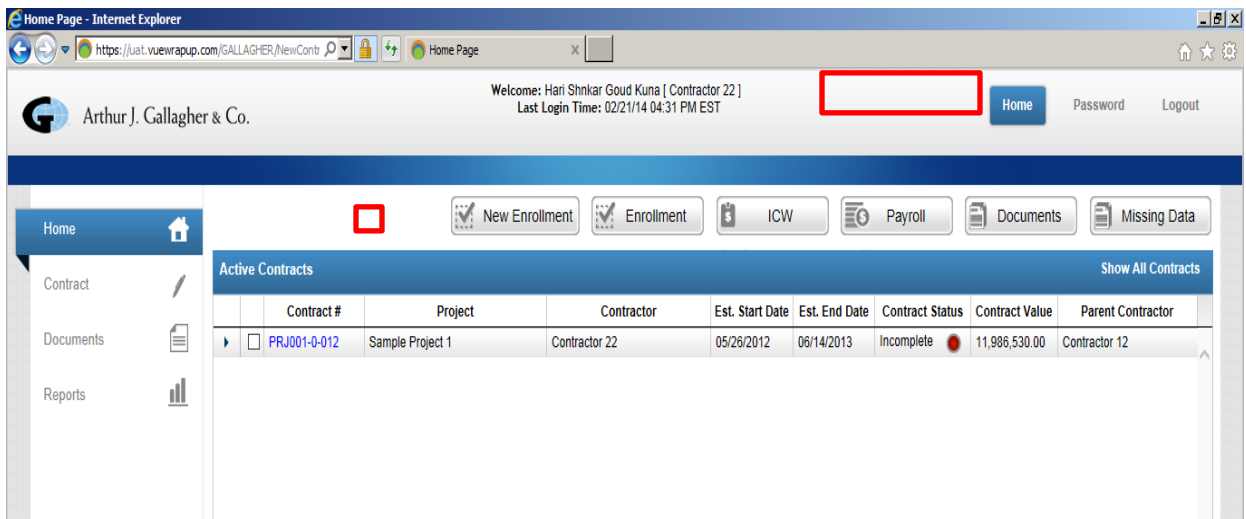 Home Page - Internet Explorer
https://uat.vuewrapup.com/GALLAGHER/NewContr
Home Page
Welcome: Hari Shnkar Goud Kuna [ Contractor 22 ]
Last Login Time: 02/21/14 04:31 PM EST
Arthur J. Gallagher & Co.
Home Password Logout
New Enrollment Enrollment ICW Payroll Documents Missing Data
Home
Contract
Documents
Reports
Active Contracts Show All Contracts
Contract # Project Contractor Est. Start Date Est. End Date Contract Status Contract Value Parent Contractor
PRJ001-0-012 Sample Project 1 Contractor 22 05/26/2012 06/14/2013 Incomplete 11,986,530.00 Contractor 12